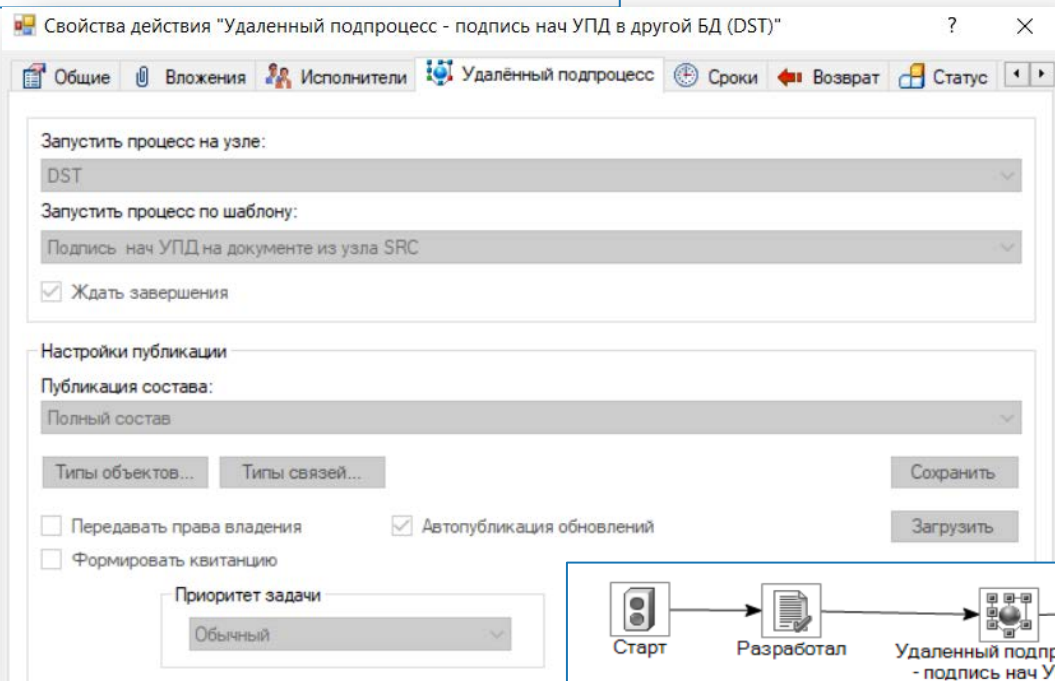 Свойства действия "Удаленный подпроцесс - подпись нач УПД в другой БД (DST)" ?
Общие Вложения Исполнители Удалённый подпроцесс Сроки Возврат Статус
Запустить процесс на узле:
DST
Запустить процесс по шаблону:
Подпись нач УПД на документе из узла SRC
Ждать завершения
Настройки публикации
Публикация состава:
Полный состав
Типы объектов... Типы связей... Сохранить
Передавать права владения Автопубликация обновлений Загрузить
Формировать квитанцию
Приоритет задачи
Обычный
Старт Разработал Удаленный подпр
- подпись нач У